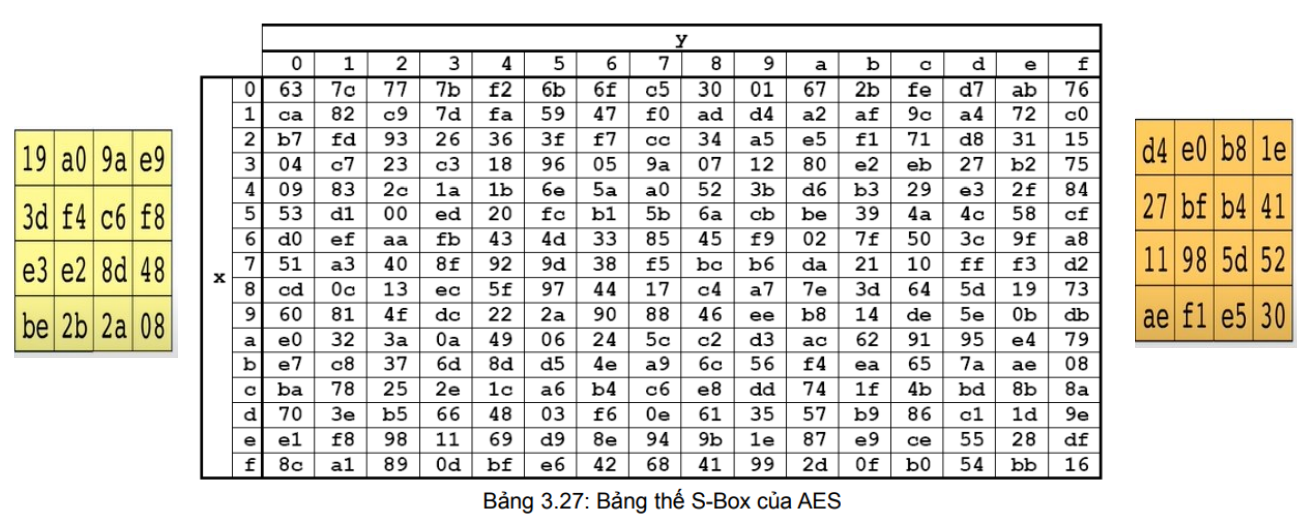 19 a0 9a e9
3d f4 c6 f8
e3 e2 8d 48
be 2b 2a 08
y
0 1 2 3 4 5 6 7 8 9 a b c d e f
x
0 63 7c 77 7b f2 6b 6f c5 30 01 67 2b fe d7 ab 76
1 ca 82 c9 7d fa 59 47 f0 ad d4 a2 af 9c a4 72 c0
2 b7 fd 93 26 36 3f f7 cc 34 a5 e5 f1 71 d8 31 15
3 04 c7 23 c3 18 96 05 9a 07 12 80 e2 eb 27 b2 75
4 09 83 2c 1a 1b 6e 5a a0 52 3b d6 b3 29 e3 2f 84
5 53 d1 00 ed 20 fc b1 5b 6a cb be 39 4a 4c 58 cf
6 d0 ef aa fb 43 4d 33 85 45 f9 02 7f 50 3c 9f a8
7 51 a3 40 8f 92 9d 38 f5 bc b6 da 21 10 ff f3 d2
8 cd 0c 13 ec 5f 97 44 17 c4 a7 7e 3d 64 5d 19 73
9 60 81 4f dc 22 2a 90 88 46 ee b8 14 de 5e 0b db
a e0 32 3a 0a 49 06 24 5c c2 d3 ac 62 91 95 e4 79
b e7 c8 37 6d 8d d5 4e a9 6c 56 f4 ea 65 7a ae 08
c ba 78 25 2e 1c a6 b4 c6 e8 dd 74 1f 4b bd 8b 8a
d 70 3e b5 66 48 03 f6 0e 61 35 57 b9 86 c1 1d 9e
e e1 f8 98 11 69 d9 8e 94 9b 1e 87 e9 ce 55 28 df
f 8c a1 89 0d bf e6 42 68 41 99 2d 0f b0 54 bb 16
d4 e0 b8 1e
27 bf b4 41
11 98 5d 52
ae f1 e5 30
Bảng 3.27: Bảng thế S-Box của AES